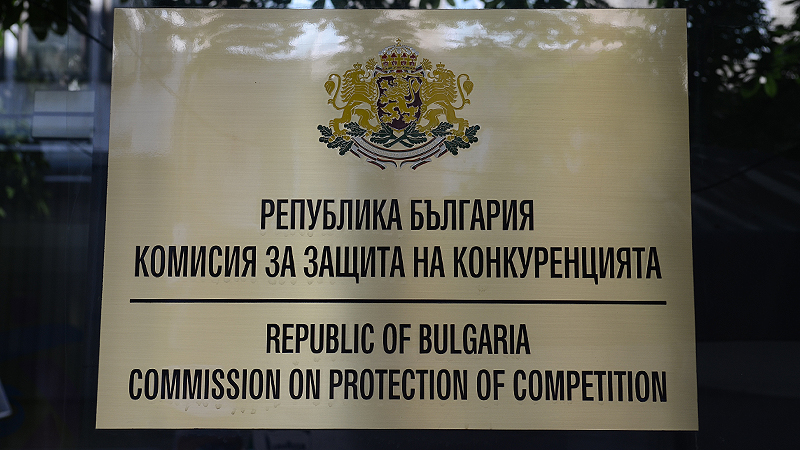 РЕПУБЛИКА БЪЛГАРИЯ
КОМИСИЯ ЗА ЗАЩИТА НА КОНКУРЕНЦИЯТА
REPUBLIC OF BULGARIA
COMMISSION ON PROTECTION OF COMPETITION